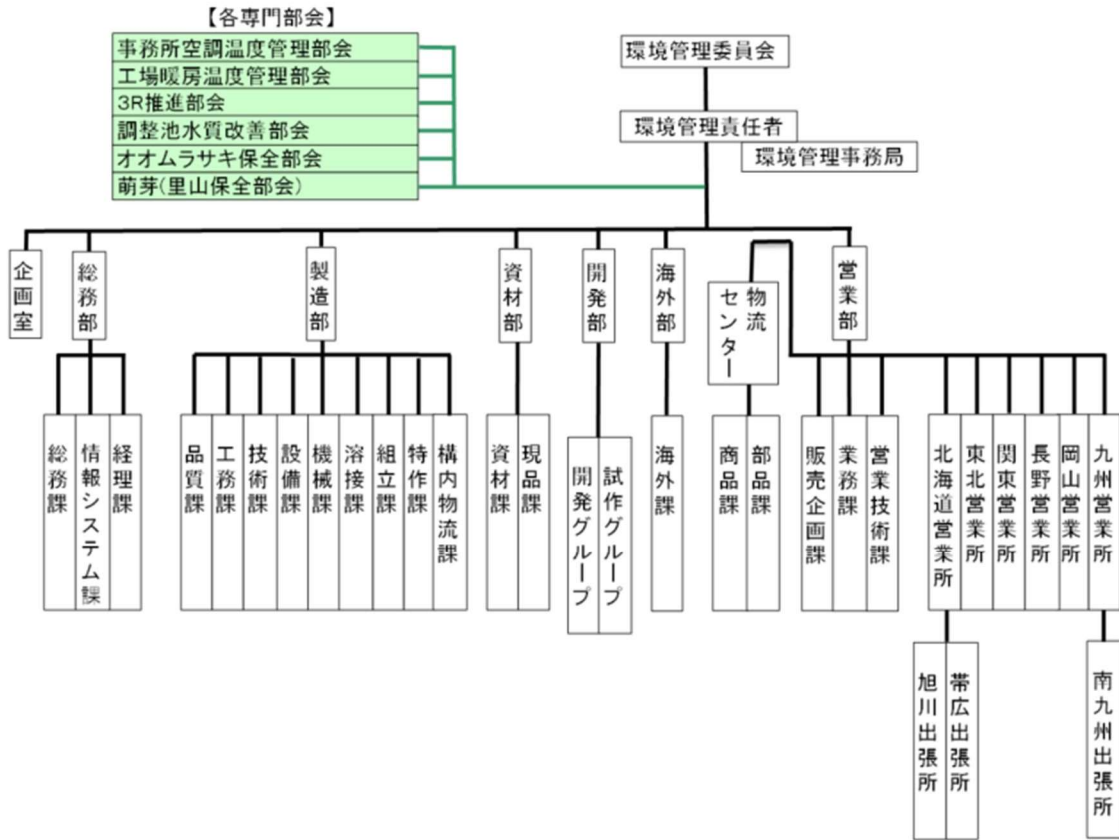 【各専門部会】
事務所空調温度管理部会
工場暖房温度管理部会
3R推進部会
調整池水質改善部会
オオムラサキ保全部会
萌芽(里山保全部会)
環境管理委員会
環境管理責任者
環境管理事務局
企画室
総務部
製造部
資材部
開発部
海外部
物流
センター
営業部
総務課
情報システム課
経理課
品質課
工務課
技術課
設備課
機械課
溶接課
組立課
特作課
構内物流課
資材課
現品課
開発グループ
試作グループ
海外課
商品課
部品課
販売企画課
業務課
営業技術課
北海道営業所
東北営業所
関東営業所
長野営業所
岡山営業所
九州営業所
旭川出張所
帯広出張所
南九州出張所